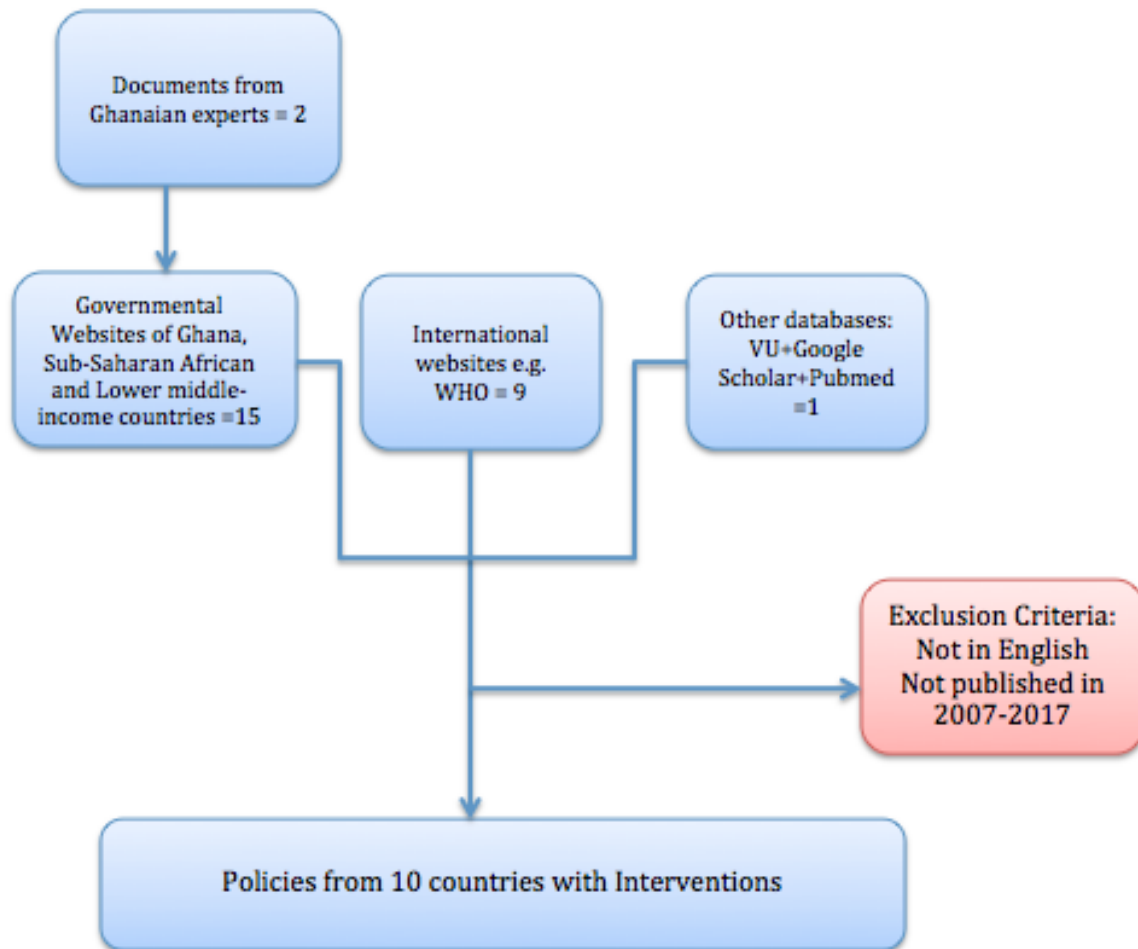 Documents from
Ghanaian experts = 2
Governmental
Websites of Ghana,
Sub-Saharan African
and Lower middle-
income countries =15
International
websites e.g.
WHO = 9
Other databases:
VU+Google
Scholar+Pubmed
=1
Exclusion Criteria:
Not in English
Not published in
2007-2017
Policies from 10 countries with Interventions